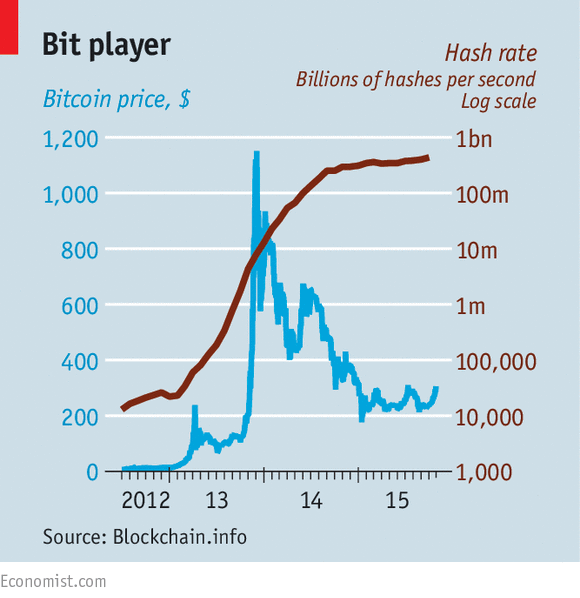 Bit player
Hash rate
Billions of hashes per second
Log scale
Bitcoin price, $
1,200
1,000
800
600
400
200
0
1bn
100m
10m
1m
100,000
10,000
1,000
2012 13 14 15
Source: Blockchain.info
Economist.com